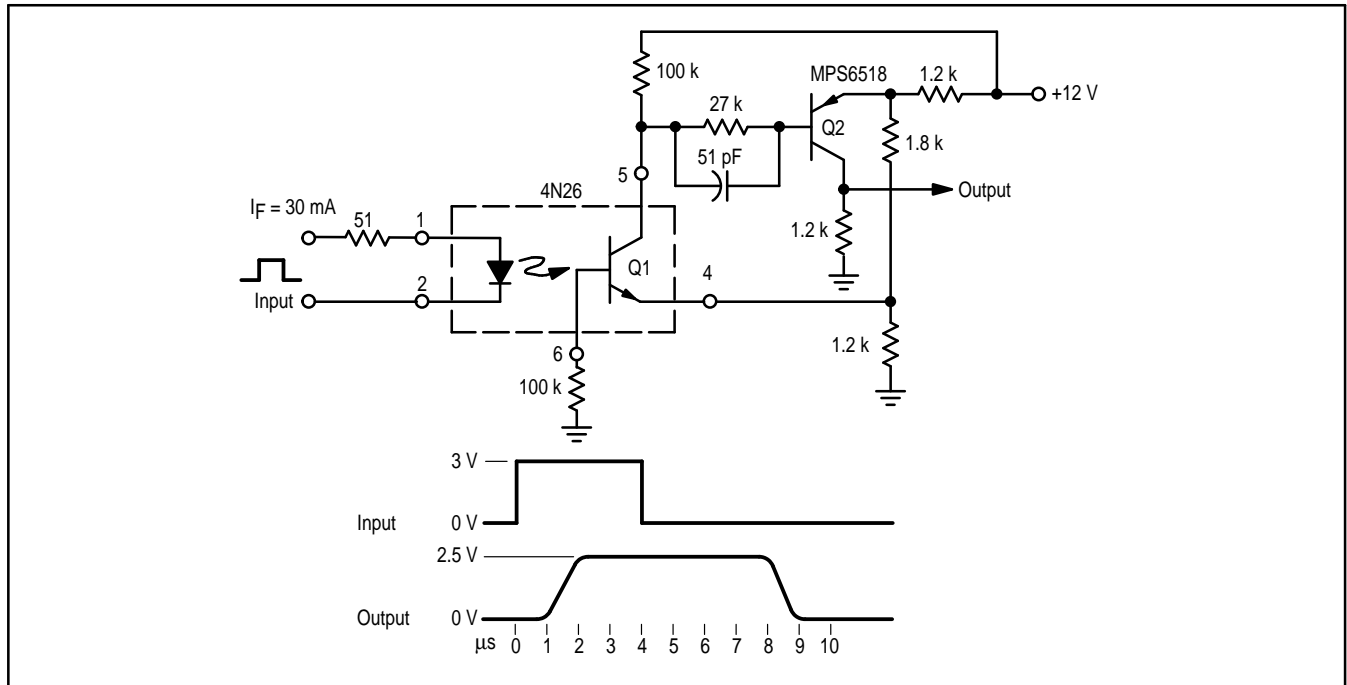 100 k
MPS6518
1.2 k
+12 V
27 k
Q2
1.8 k
51 pF
5
Output
4N26
IF = 30 mA
51
1
1.2 k
Q1
4
2
Input
1.2 k
6
100 k
3 V
Input
0 V
2.5 V
Output
0 V
µs 0 1 2 3 4 5 6 7 8 9 10